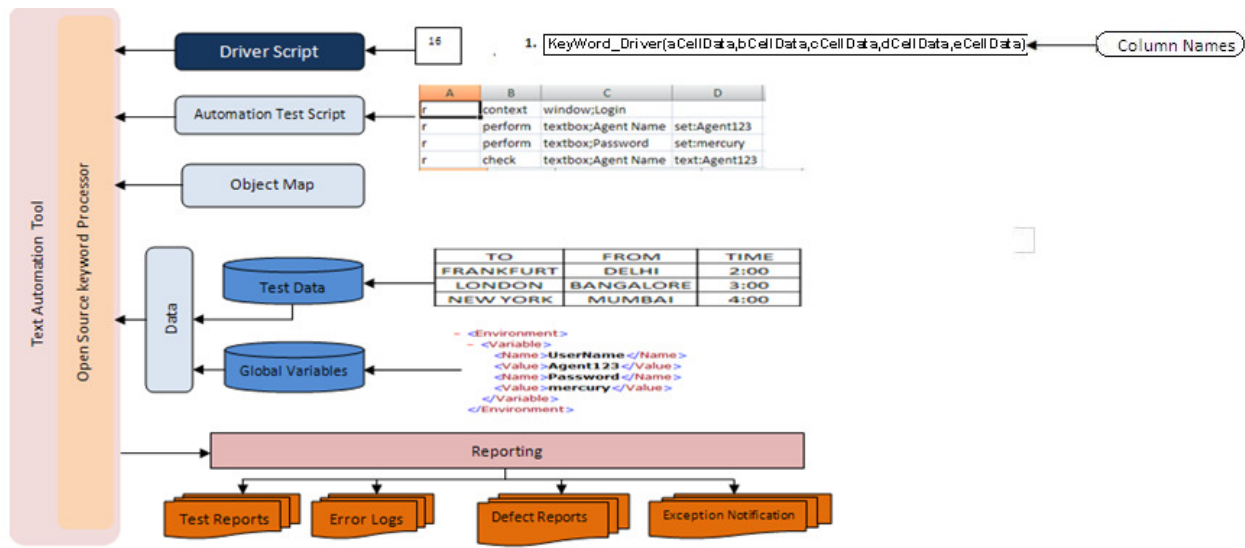 Text Automation Tool
Open Source keyword Processor
Driver Script
16
1. KeyWord_Driver(aCellData,bCellData,cCellData,dCellData,eCellData)
Column Names
Automation Test Script
A B C D
r context window;Login
r perform textbox;Agent Name set:Agent123
r perform textbox;Password set:mercury
r check textbox;Agent Name text:Agent123
Object Map
Data
Test Data
TO FROM TIME
FRANKFURT DELHI 2:00
LONDON BANGALORE 3:00
NEW YORK MUMBAI 4:00
Global Variables
- <Environment>
- <Variable>
<Name>UserName</Name>
<Value>Agent123</Value>
<Name>Password</Name>
<Value>mercury</Value>
</Variable>
</Environment>
Reporting
Test Reports
Error Logs
Defect Reports
Exception Notification